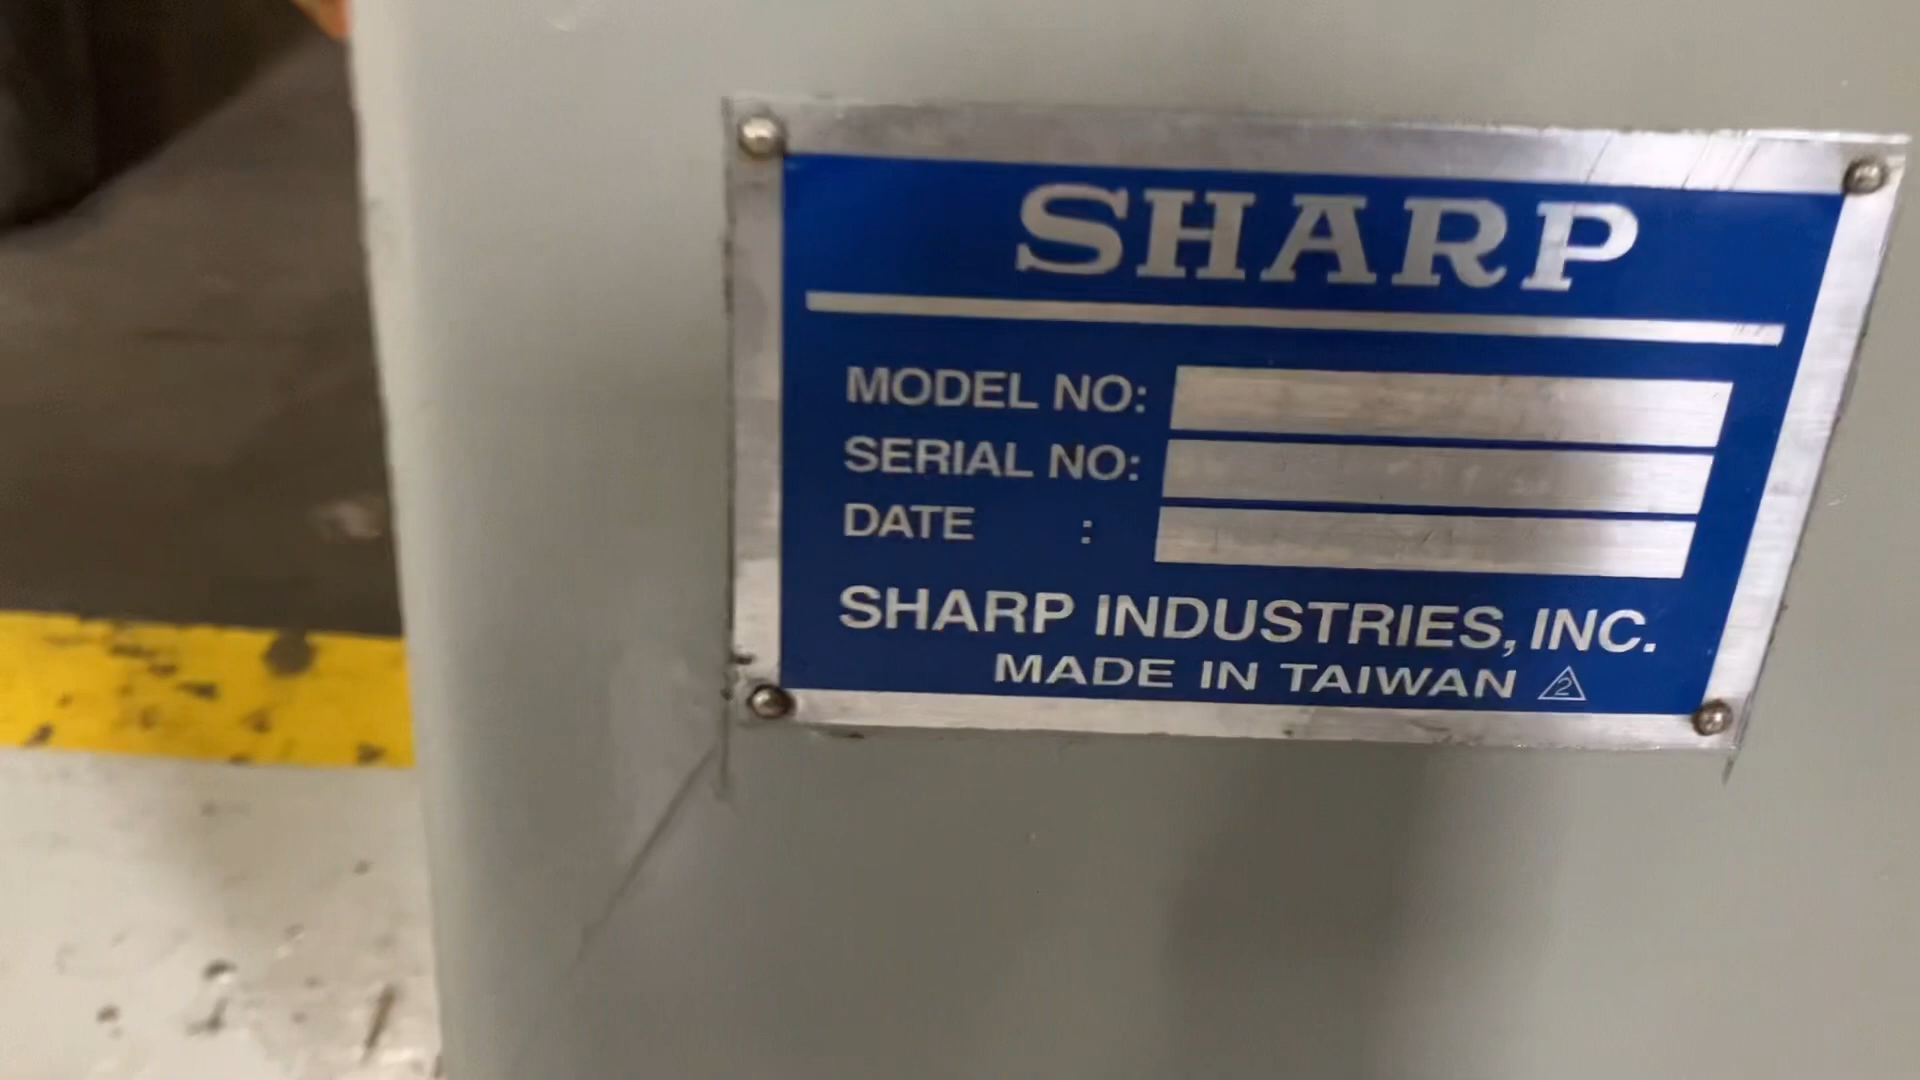 SHARP
MODEL NO:
SERIAL NO:
DATE :
SHARP INDUSTRIES, INC.
MADE IN TAIWAN 2